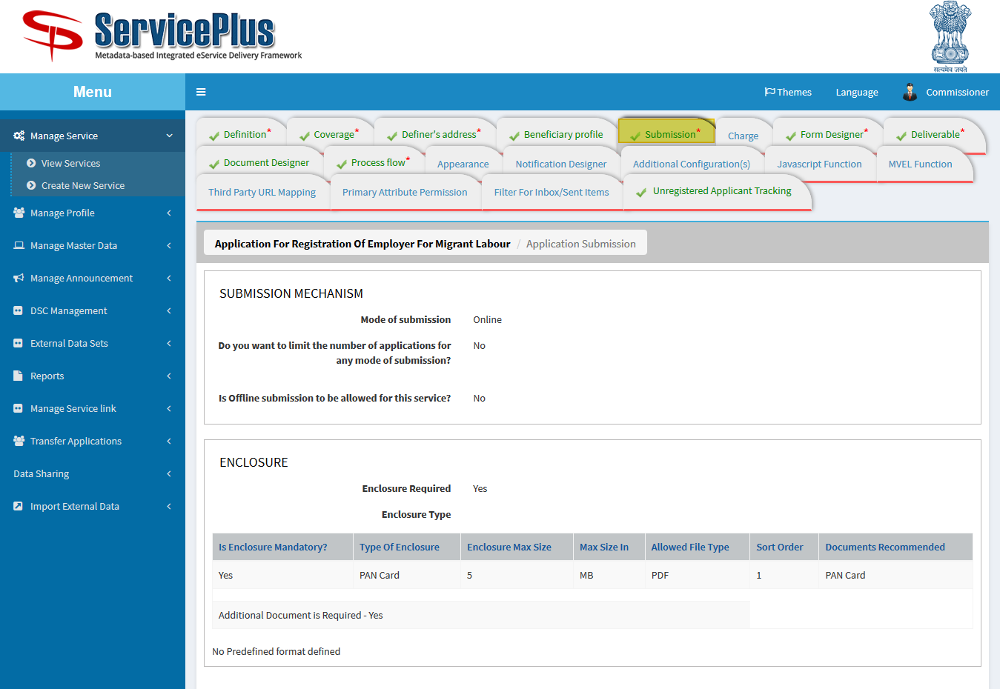 ServicePlus
Metadata-based Integrated eService Delivery Framework
सत्यमेव जयते
Menu
Themes Language Commissioner
Manage Service
View Services
Create New Service
Manage Profile
Manage Master Data
Manage Announcement
DSC Management
External Data Sets
Reports
Manage Service link
Transfer Applications
Data Sharing
Import External Data
Definition* Coverage* Definer's address* Beneficiary profile Submission* Charge Form Designer* Deliverable*
Document Designer Process flow* Appearance Notification Designer Additional Configuration(s) Javascript Function MVEL Function
Third Party URL Mapping Primary Attribute Permission Filter For Inbox/Sent Items Unregistered Applicant Tracking
Application For Registration Of Employer For Migrant Labour / Application Submission
SUBMISSION MECHANISM
Mode of submission Online
Do you want to limit the number of applications for No
any mode of submission?
Is Offline submission to be allowed for this service? No
ENCLOSURE
Enclosure Required Yes
Enclosure Type
Is Enclosure Mandatory? Type Of Enclosure Enclosure Max Size Max Size In Allowed File Type Sort Order Documents Recommended
Yes PAN Card 5 MB PDF 1 PAN Card
Additional Document is Required - Yes
No Predefined format defined